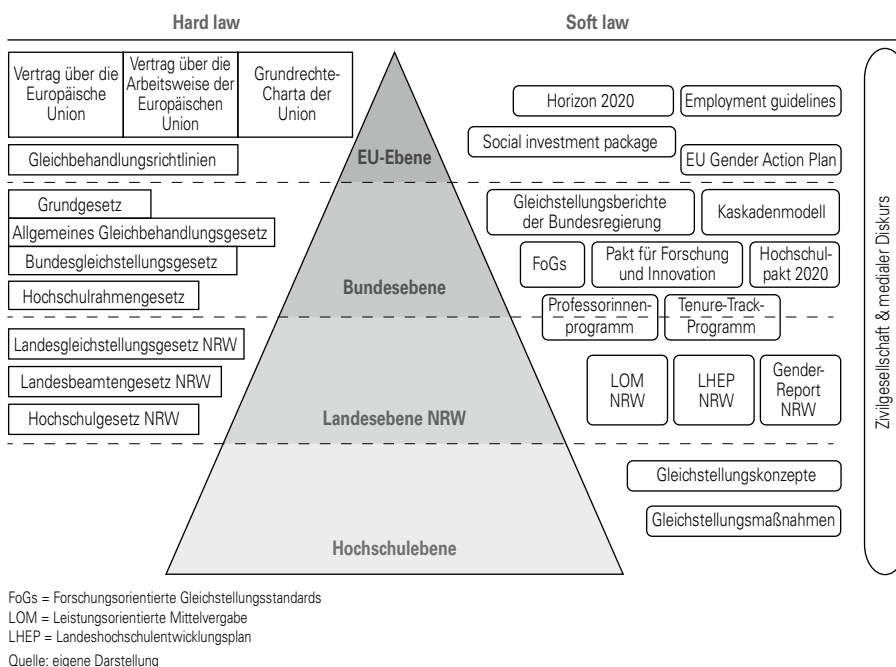 Hard law
Soft law
Vertrag über die
Europäische
Union
Vertrag über die
Arbeitsweise der
Europäischen
Union
Grundrechte-
Charta der
Union
Gleichbehandlungsrichtlinien
EU-Ebene
Horizon 2020
Employment guidelines
Social investment package
EU Gender Action Plan
Grundgesetz
Allgemeines Gleichbehandlungsgesetz
Bundesgleichstellungsgesetz
Hochschulrahmengesetz
Bundesebene
Gleichstellungsberichte
der Bundesregierung
Kaskadenmodell
FoGs
Pakt für Forschung
und Innovation
Hochschul-
pakt 2020
Professorinnen-
programm
Tenure-Track-
Programm
Landesgleichstellungsgesetz NRW
Landesbeamtengesetz NRW
Hochschulgesetz NRW
Landesebene NRW
LOM
NRW
LHEP
NRW
Gender-
Report
NRW
Hochschulebene
Gleichstellungskonzepte
Gleichstellungsmaßnahmen
Zivilgesellschaft & medialer Diskurs
FoGs = Forschungsorientierte Gleichstellungsstandards
LOM = Leistungsorientierte Mittelvergabe
LHEP = Landeshochschulentwicklungsplan
Quelle: eigene Darstellung